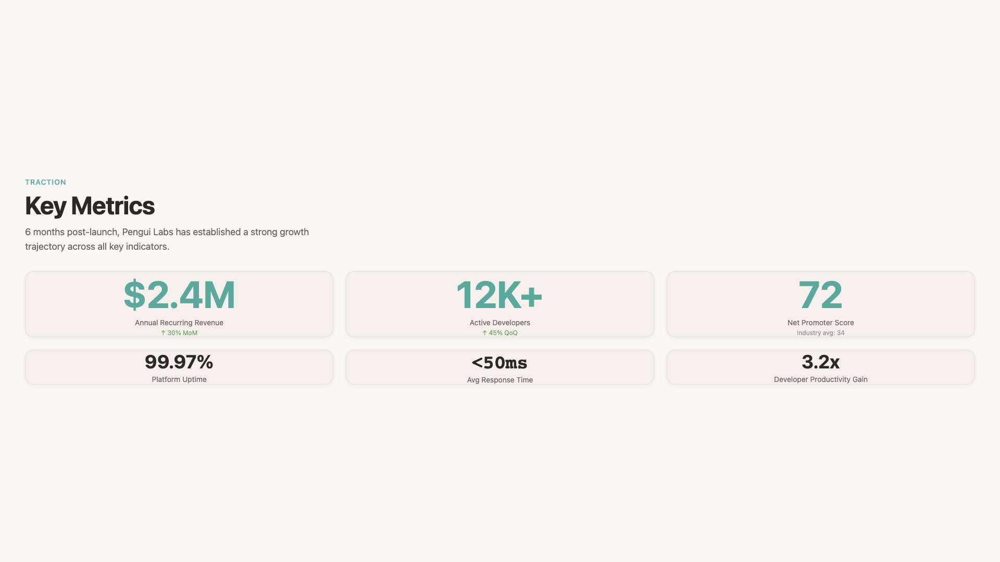 TRACTION
Key Metrics
6 months post-launch, Pengui Labs has established a strong growth
trajectory across all key indicators.
$2.4M
Annual Recurring Revenue
↑ 30% MoM
12K+
Active Developers
↑ 45% QoQ
72
Net Promoter Score
Industry avg: 34
99.97%
Platform Uptime
<50ms
Avg Response Time
3.2x
Developer Productivity Gain